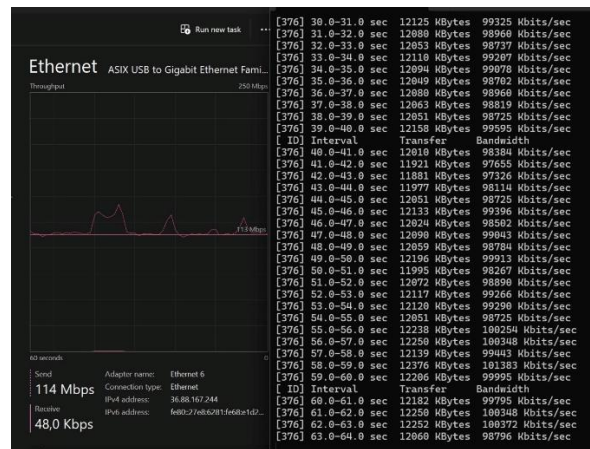 Run new task
Ethernet ASIX USB to Gigabit Ethernet Fami...
Throughput 250 Mbps
113 Mbps
60 seconds 0
Send
114 Mbps
Receive
48,0 Kbps
Adapter name: Ethernet 6
Connection type: Ethernet
IPv4 address: 36.88.167.244
IPv6 address:
[376] 30.0-31.0 sec 12125 KBytes 99325 Kbits/sec
[376] 31.0-32.0 sec 12080 KBytes 98960 Kbits/sec
[376] 32.0-33.0 sec 12053 KBytes 98737 Kbits/sec
[376] 33.0-34.0 sec 12110 KBytes 99207 Kbits/sec
[376] 34.0-35.0 sec 12094 KBytes 99078 Kbits/sec
[376] 35.0-36.0 sec 12049 KBytes 98702 Kbits/sec
[376] 36.0-37.0 sec 12080 KBytes 98960 Kbits/sec
[376] 37.0-38.0 sec 12063 KBytes 98819 Kbits/sec
[376] 38.0-39.0 sec 12051 KBytes 98725 Kbits/sec
[376] 39.0-40.0 sec 12158 KBytes 99595 Kbits/sec
[ ID] Interval Transfer Bandwidth
[376] 40.0-41.0 sec 12010 KBytes 98384 Kbits/sec
[376] 41.0-42.0 sec 11921 KBytes 97655 Kbits/sec
[376] 42.0-43.0 sec 11881 KBytes 97326 Kbits/sec
[376] 43.0-44.0 sec 11977 KBytes 98114 Kbits/sec
[376] 44.0-45.0 sec 12051 KBytes 98725 Kbits/sec
[376] 45.0-46.0 sec 12133 KBytes 99396 Kbits/sec
[376] 46.0-47.0 sec 12024 KBytes 98502 Kbits/sec
[376] 47.0-48.0 sec 12090 KBytes 99043 Kbits/sec
[376] 48.0-49.0 sec 12059 KBytes 98784 Kbits/sec
[376] 49.0-50.0 sec 12196 KBytes 99913 Kbits/sec
[376] 50.0-51.0 sec 11995 KBytes 98267 Kbits/sec
[376] 51.0-52.0 sec 12072 KBytes 98890 Kbits/sec
[376] 52.0-53.0 sec 12117 KBytes 99266 Kbits/sec
[376] 53.0-54.0 sec 12120 KBytes 99290 Kbits/sec
[376] 54.0-55.0 sec 12051 KBytes 98725 Kbits/sec
[376] 55.0-56.0 sec 12238 KBytes 100254 Kbits/sec
[376] 56.0-57.0 sec 12250 KBytes 100348 Kbits/sec
[376] 57.0-58.0 sec 12139 KBytes 99443 Kbits/sec
[376] 58.0-59.0 sec 12376 KBytes 101383 Kbits/sec
[376] 59.0-60.0 sec 12206 KBytes 99995 Kbits/sec
[ ID] Interval Transfer Bandwidth
[376] 60.0-61.0 sec 12182 KBytes 99795 Kbits/sec
[376] 61.0-62.0 sec 12250 KBytes 100348 Kbits/sec
[376] 62.0-63.0 sec 12252 KBytes 100372 Kbits/sec
[376] 63.0-64.0 sec 12060 KBytes 98796 Kbits/sec